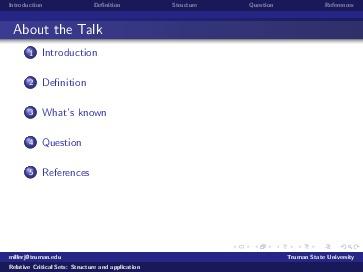 Introduction Definition Structure Question References
About the Talk
1 Introduction
2 Definition
3 What's known
4 Question
5 References
millerj@truman.edu Truman State University
Relative Critical Sets: Structure and application